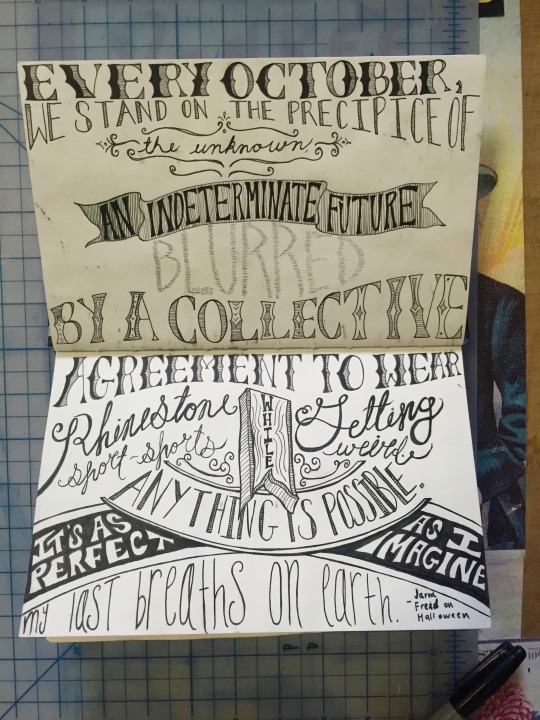 EVERY OCTOBER,
WE STAND ON THE PRECIPICE OF
the unknown,
AN INDETERMINATE FUTURE
BLURRED
BY A COLLECTIVE
AGREEMENT TO WEAR
Rhinestone
sport-sports
WHILE
Getting
weird.
ANYTHING IS POSSIBLE.
IT'S AS
PERFECT
AS I
IMAGINE
my last breaths on earth.
Jared
- Freid on
Halloween